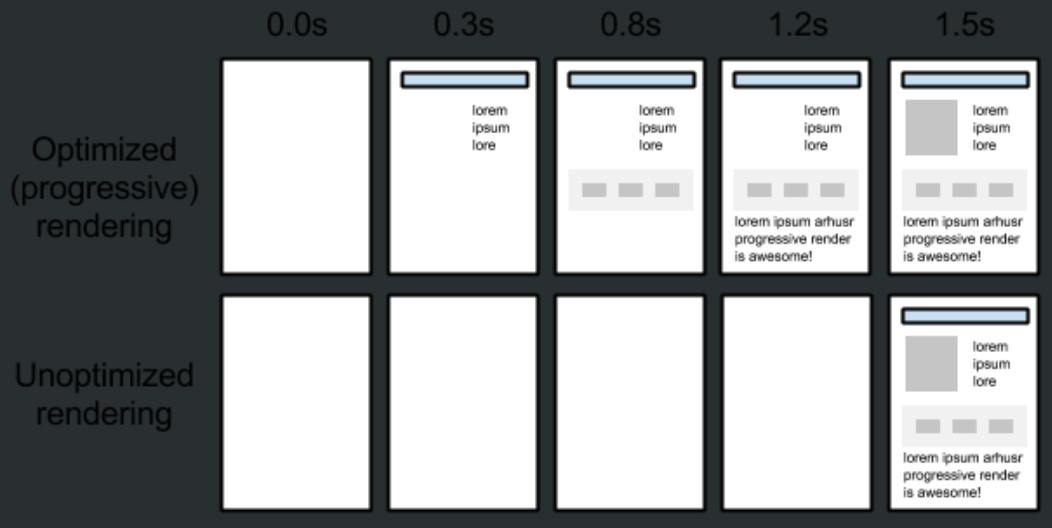 0.0s 0.3s 0.8s 1.2s 1.5s
Optimized
(progressive)
rendering
lorem
ipsum
lore
lorem
ipsum
lore
lorem
ipsum
lore
lorem ipsum arhusr
progressive render
is awesome!
lorem
ipsum
lore
lorem ipsum arhusr
progressive render
is awesome!
Unoptimized
rendering
lorem
ipsum
lore
lorem ipsum arhusr
progressive render
is awesome!